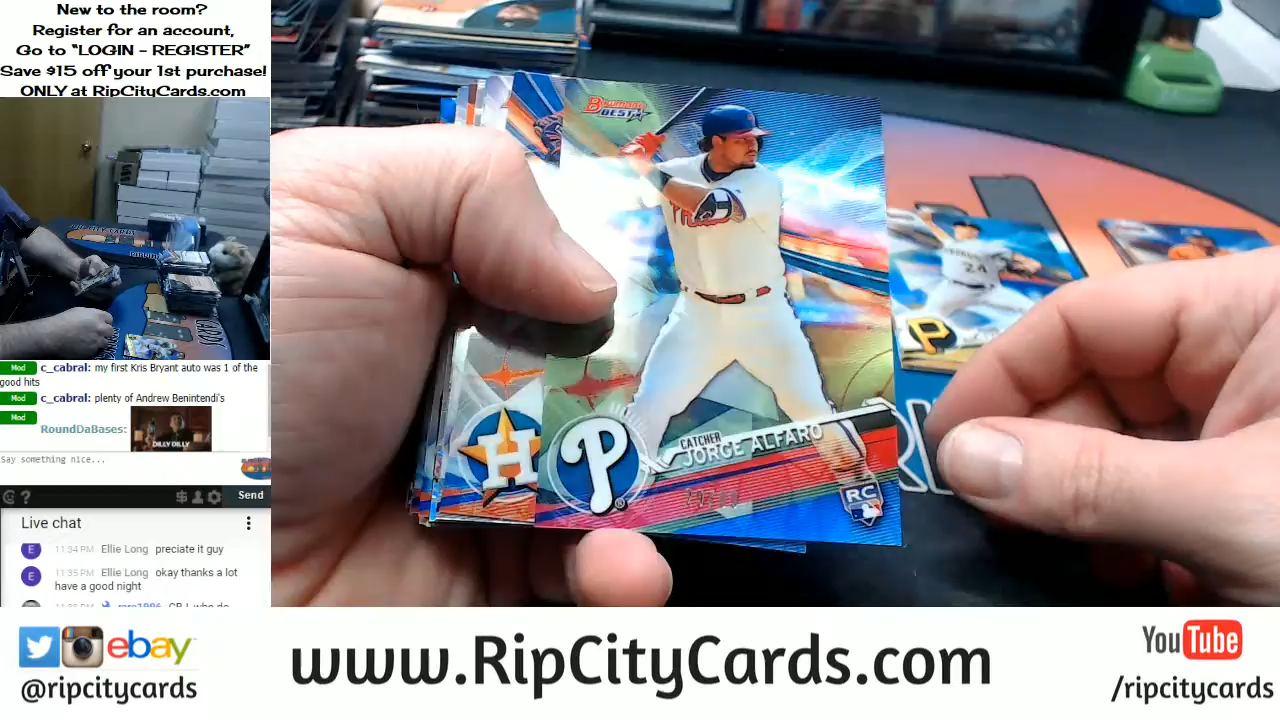 New to the room?
Register for an account,
Go to "LOGIN - REGISTER"
Save $15 off your 1st purchase!
ONLY at RipCityCards.com
Mod c_cabral: my first Kris Bryant auto was 1 of the
good hits
Mod c_cabral: plenty of Andrew Benintendi's
Mod RoundDaBases:
DILLY DILLY
Say something nice...
Send
Live chat
E 11:34 PM Ellie Long preciate it guy
E 11:35 PM Ellie Long okay thanks a lot
have a good night
Bowman's
BEST
24
P
H
P
CATCHER
JORGE ALFARO
RC
ebay
@ripcitycards
www.RipCityCards.com
YouTube
/ripcitycards